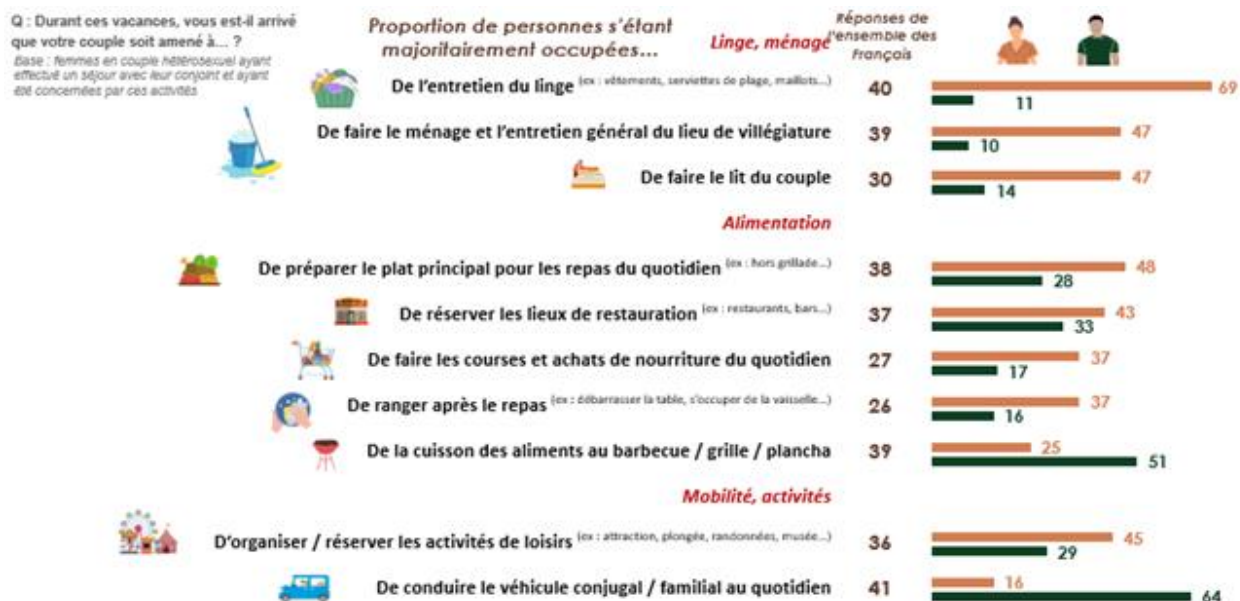 Q : Durant ces vacances, vous est-il arrivé
que votre couple soit amené à... ?
Base : femmes en couple hétérosexuel ayant
effectué un séjour avec leur conjoint et ayant
été concernées par ces activités
Proportion de personnes s'étant
majoritairement occupées...
Réponses de
l'ensemble des
Français
Linge, ménage
De l'entretien du linge (ex : vêtements, serviettes de plage, maillots...) 40 69 11
De faire le ménage et l'entretien général du lieu de villégiature 39 47 10
De faire le lit du couple 30 47 14
Alimentation
De préparer le plat principal pour les repas du quotidien (ex : hors grillade...) 38 48 28
De réserver les lieux de restauration (ex : restaurants, bars...) 37 43 33
De faire les courses et achats de nourriture du quotidien 27 37 17
De ranger après le repas (ex : débarrasser la table, s'occuper de la vaisselle...) 26 37 16
De la cuisson des aliments au barbecue / grille / plancha 39 25 51
Mobilité, activités
D'organiser / réserver les activités de loisirs (ex : attraction, plongée, randonnées, musée...) 36 45 29
De conduire le véhicule conjugal / familial au quotidien 41 16 64